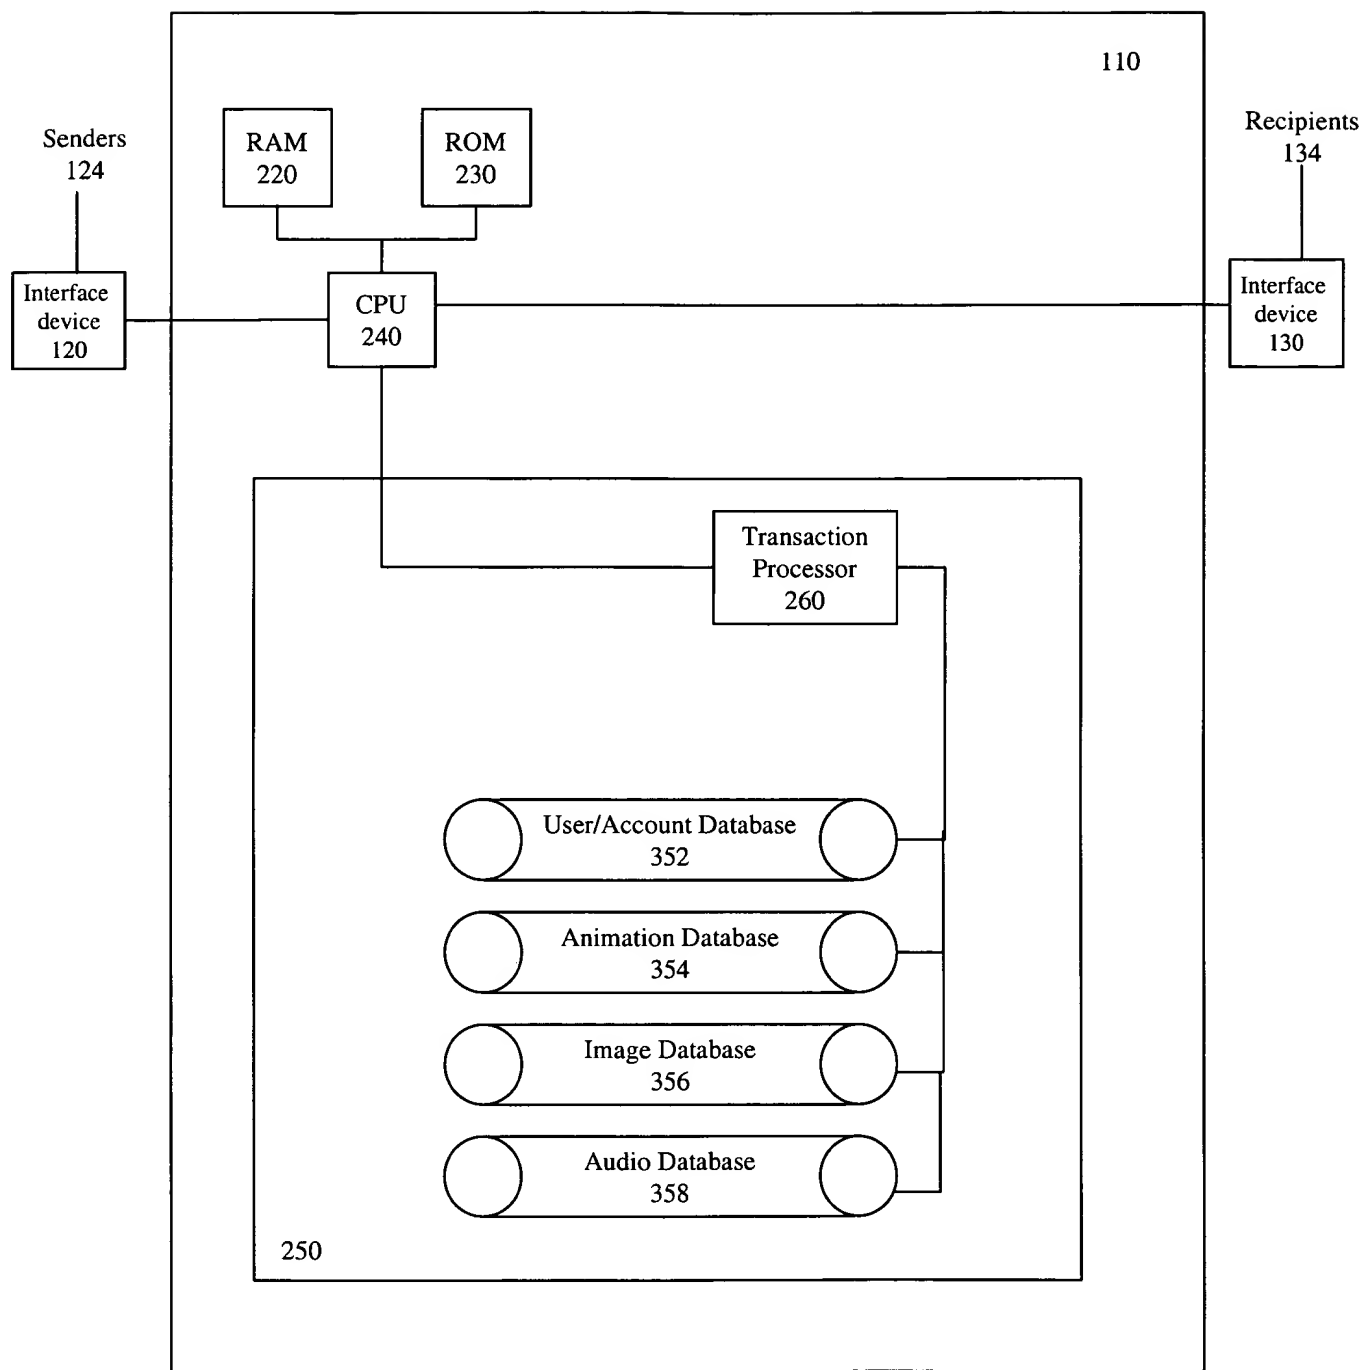 110
Senders
124
Recipients
134
RAM
220
ROM
230
Interface
device
120
CPU
240
Interface
device
130
Transaction
Processor
260
User/Account Database
352
Animation Database
354
Image Database
356
Audio Database
358
250